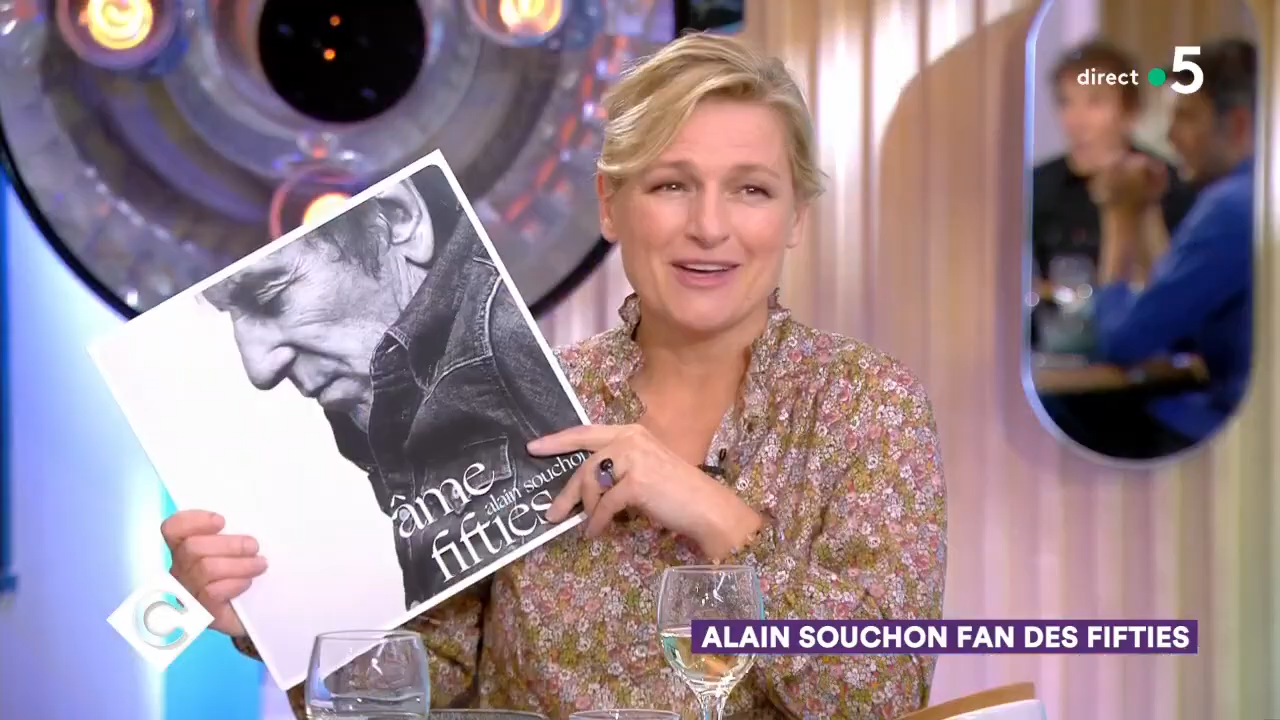 direct 5
âme
alain souchon
fifties
C
ALAIN SOUCHON FAN DES FIFTIES